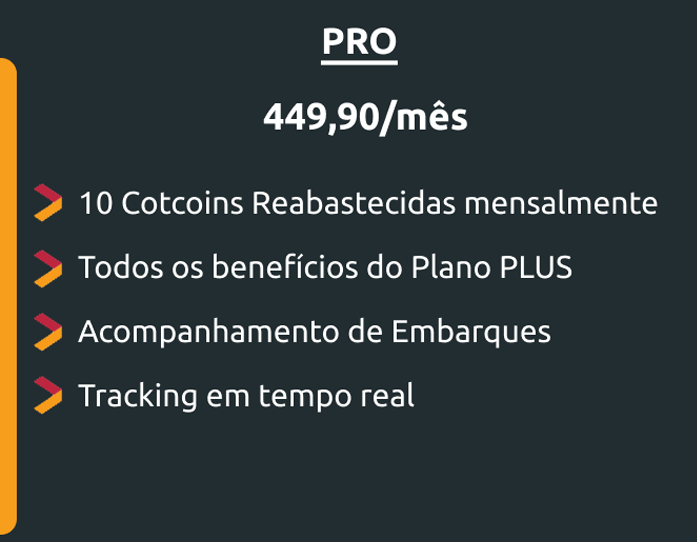 PRO
449,90/mês
10 Cotcoins Reabastecidas mensalmente
Todos os benefícios do Plano PLUS
Acompanhamento de Embarques
Tracking em tempo real